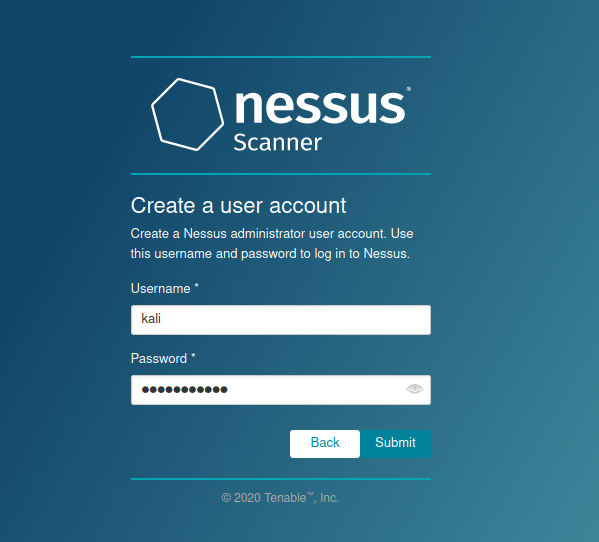 nessus®
Scanner
Create a user account
Create a Nessus administrator user account. Use
this username and password to log in to Nessus.
Username *
kali
Password *
●●●●●●●●●●●
Back Submit
© 2020 Tenable™, Inc.